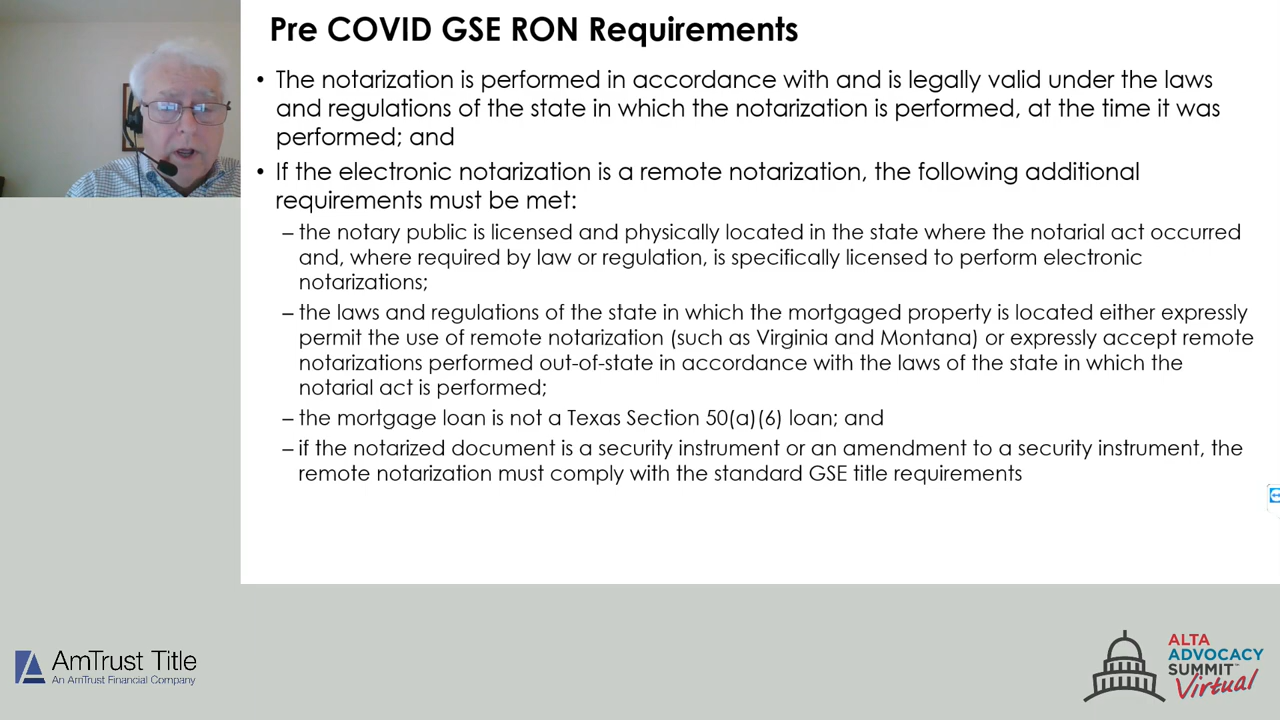 Pre COVID GSE RON Requirements
• The notarization is performed in accordance with and is legally valid under the laws
and regulations of the state in which the notarization is performed, at the time it was
performed; and
• If the electronic notarization is a remote notarization, the following additional
requirements must be met:
– the notary public is licensed and physically located in the state where the notarial act occurred
and, where required by law or regulation, is specifically licensed to perform electronic
notarizations;
– the laws and regulations of the state in which the mortgaged property is located either expressly
permit the use of remote notarization (such as Virginia and Montana) or expressly accept remote
notarizations performed out-of-state in accordance with the laws of the state in which the
notarial act is performed;
– the mortgage loan is not a Texas Section 50(a)(6) loan; and
– if the notarized document is a security instrument or an amendment to a security instrument, the
remote notarization must comply with the standard GSE title requirements
AmTrust Title
An AmTrust Financial Company
ALTA
ADVOCACY
SUMMIT™
Virtual